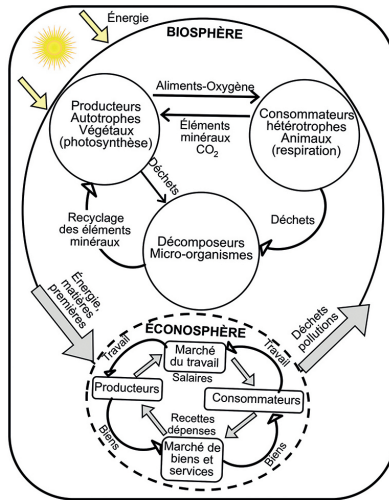 Énergie
BIOSPHÈRE
Producteurs
Autotrophes
Végétaux
(photosynthèse)
Aliments-Oxygène
Éléments
minéraux
CO₂
Consommateurs
hétérotrophes
Animaux
(respiration)
Déchets
Recyclage
des éléments
minéraux
Déchets
Décomposeurs
Micro-organismes
Énergie,
matières
premières
Déchets
pollutions
ÉCONOSPHÈRE
Travail
Marché
du travail
Travail
Salaires
Producteurs
Consommateurs
Recettes
dépenses
Biens
Marché de
biens et
services
Biens